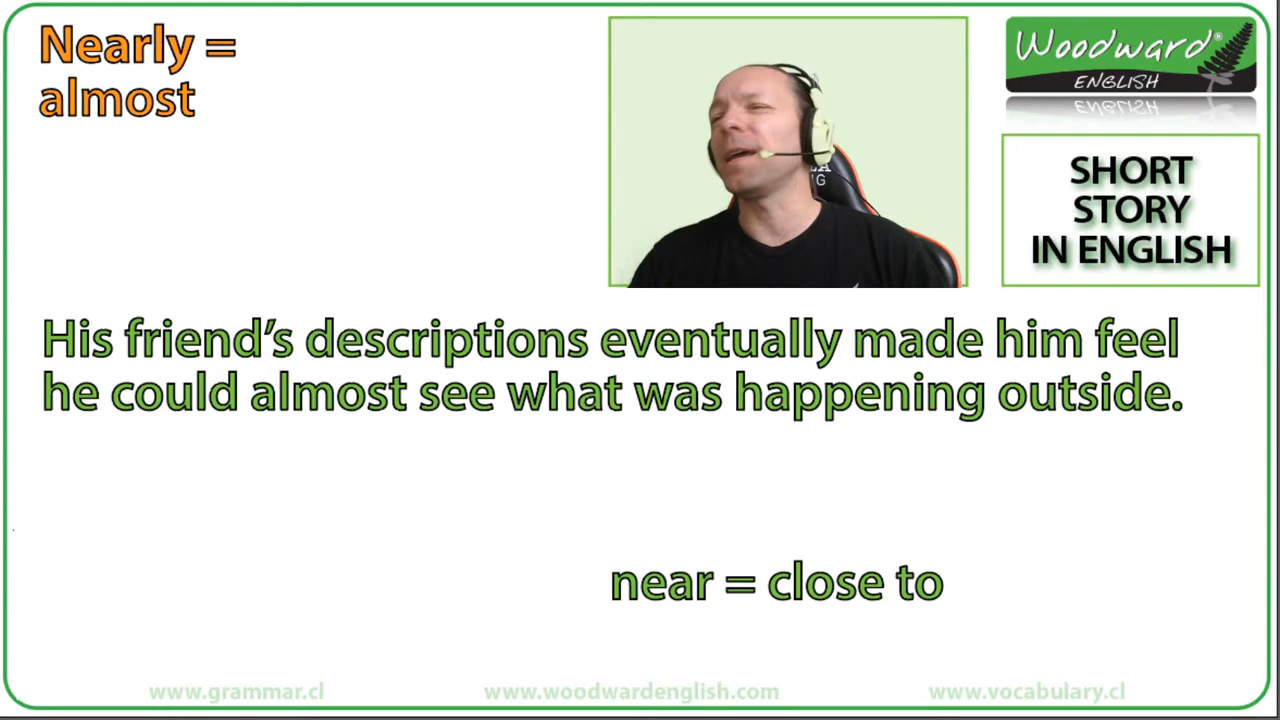 Nearly =
almost
Woodward®
ENGLISH
SHORT
STORY
IN ENGLISH
His friend’s descriptions eventually made him feel
he could almost see what was happening outside.
near = close to
www.grammar.cl
www.woodwardenglish.com
www.vocabulary.cl